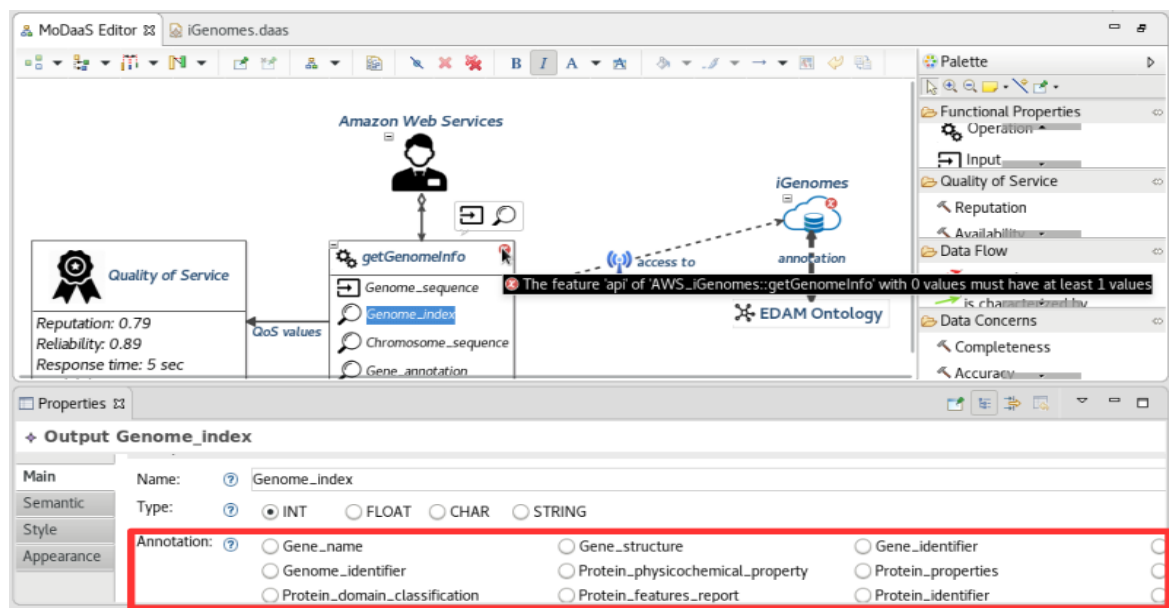 MoDaaS Editor
iGenomes.daas
B I A
Palette
Functional Properties
Operation
Input
Quality of Service
Reputation
Availability
Data Flow
is characterized by
Data Concerns
Completeness
Accuracy
Amazon Web Services
iGenomes
getGenomeInfo
access to
annotation
Quality of Service
Genome_sequence
The feature 'api' of 'AWS_iGenomes::getGenomeInfo' with 0 values must have at least 1 values
Genome_index
EDAM Ontology
Reputation: 0.79
QoS values
Reliability: 0.89
Chromosome_sequence
Response time: 5 sec
Gene_annotation
Properties
Output Genome_index
Main
Name: Genome_index
Semantic
Type: INT FLOAT CHAR STRING
Style
Appearance
Annotation: Gene_name Gene_structure Gene_identifier
Genome_identifier Protein_physicochemical_property Protein_properties
Protein_domain_classification Protein_features_report Protein_identifier